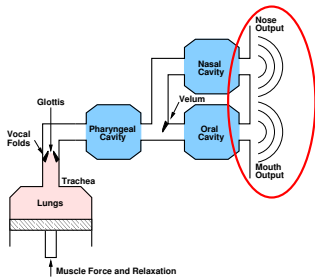 Nose
Output
Nasal
Cavity
Glottis
Velum
Vocal
Folds
Pharyngeal
Cavity
Oral
Cavity
Trachea
Mouth
Output
Lungs
Muscle Force and Relaxation